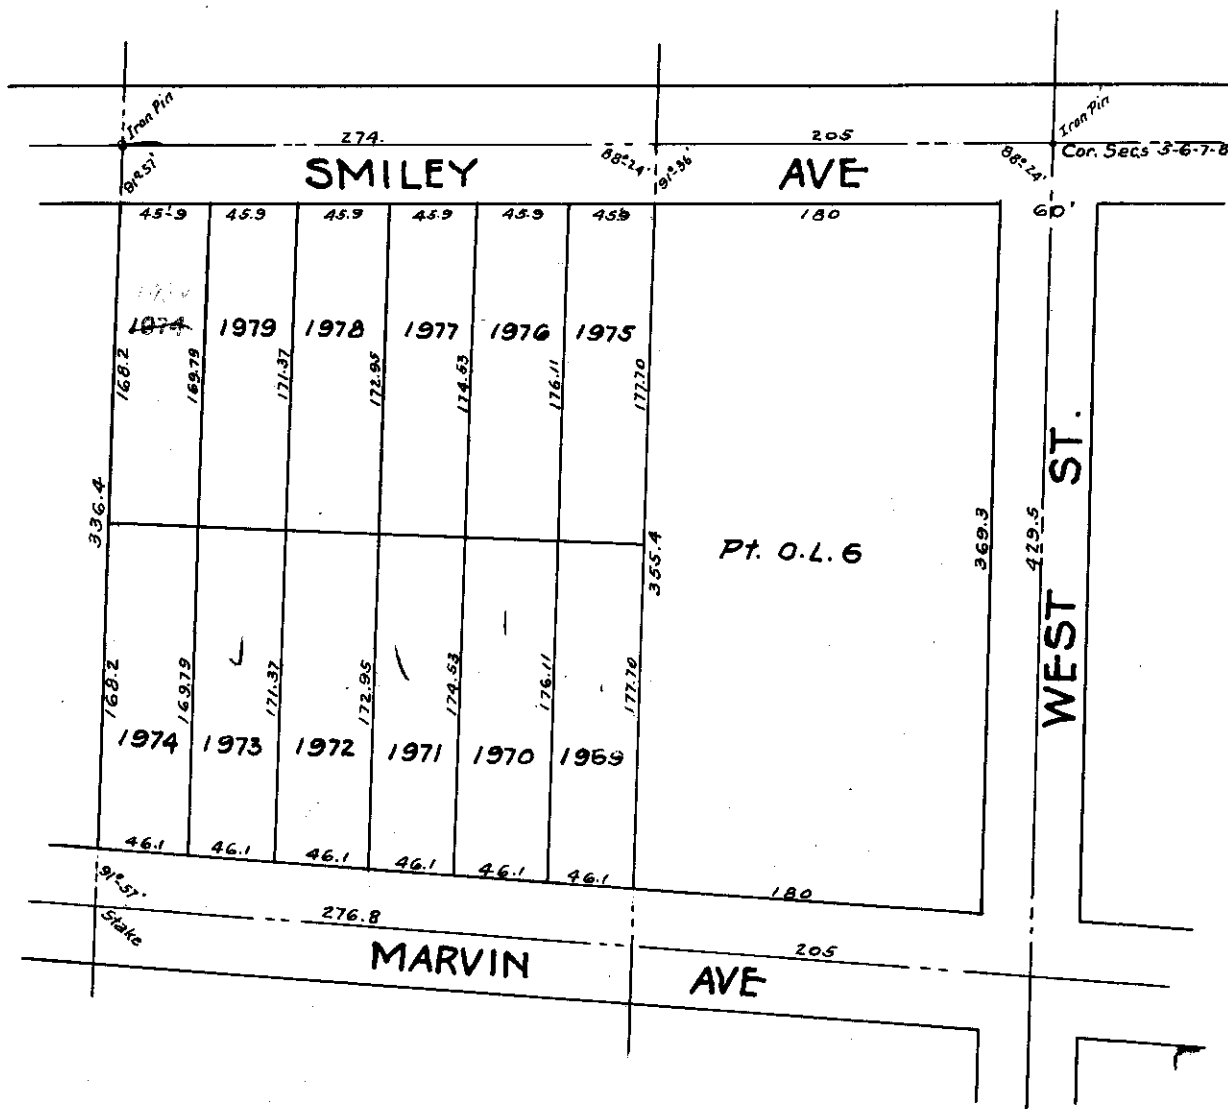 Iron Pin
Iron Pin
274.
205
91°-57'
SMILEY AVE
88°-24'
91°-36'
88°-24'
Cor. Secs 5-6-7-8
45.9 45.9 45.9 45.9 45.9 45.9
180
60'
1974 1979 1978 1977 1976 1975
168.2 169.79 171.37 172.95 174.53 176.11 177.70
336.4
355.4
Pt. O.L. 6
369.3
429.5
WEST ST.
168.2 169.79 171.37 172.95 174.53 176.11 177.70
1974 1973 1972 1971 1970 1969
46.1 46.1 46.1 46.1 46.1 46.1
180
91°-57'
Stake
276.8
205
MARVIN AVE